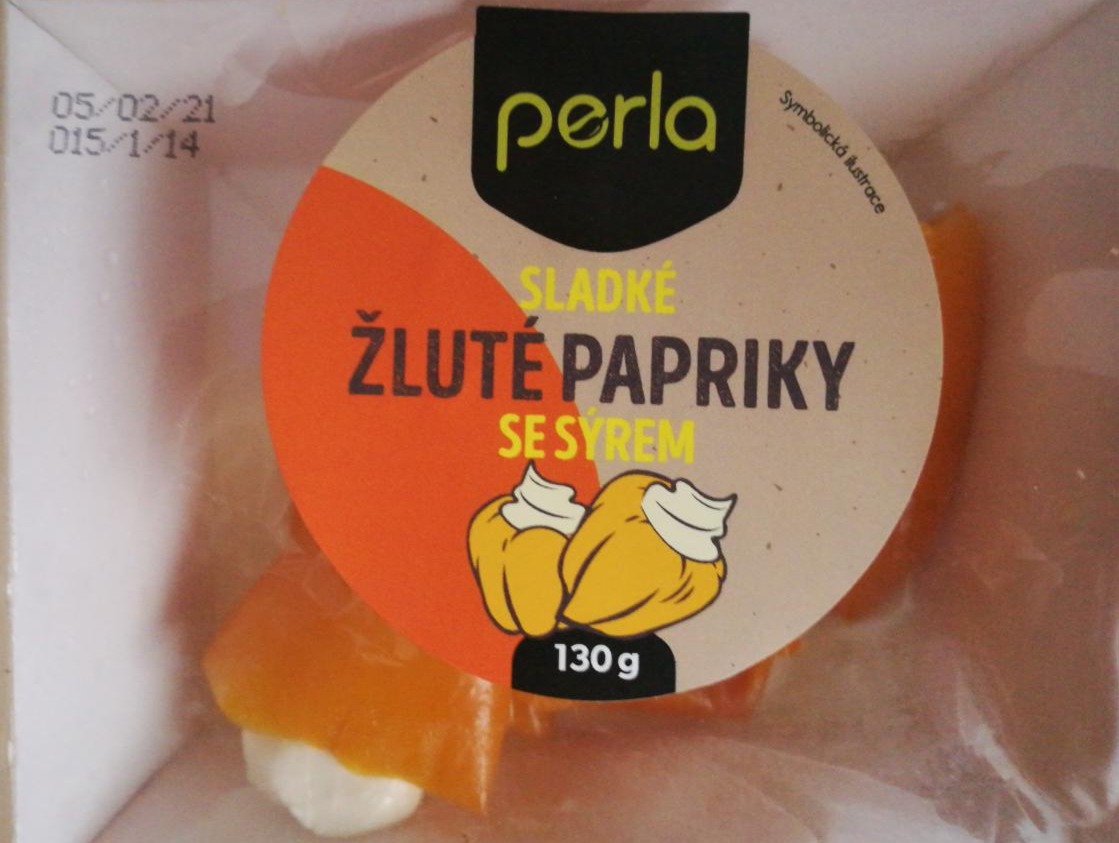 05/02/21
015/1/14
perla
Symbolická ilustrace
SLADKÉ
ŽLUTÉ PAPRIKY
SE SÝREM
130 g